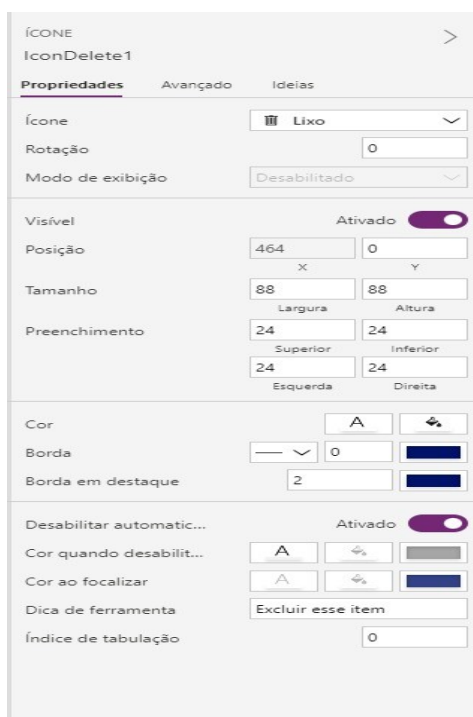 ÍCONE
IconDelete1
Propriedades Avançado Ideias
Ícone Lixo
Rotação 0
Modo de exibição Desabilitado
Visível Ativado
Posição 464 0
X Y
Tamanho 88 88
Largura Altura
Preenchimento 24 24
Superior Inferior
24 24
Esquerda Direita
Cor A
Borda 0
Borda em destaque 2
Desabilitar automatic... Ativado
Cor quando desabilit... A
Cor ao focalizar A
Dica de ferramenta Excluir esse item
Índice de tabulação 0